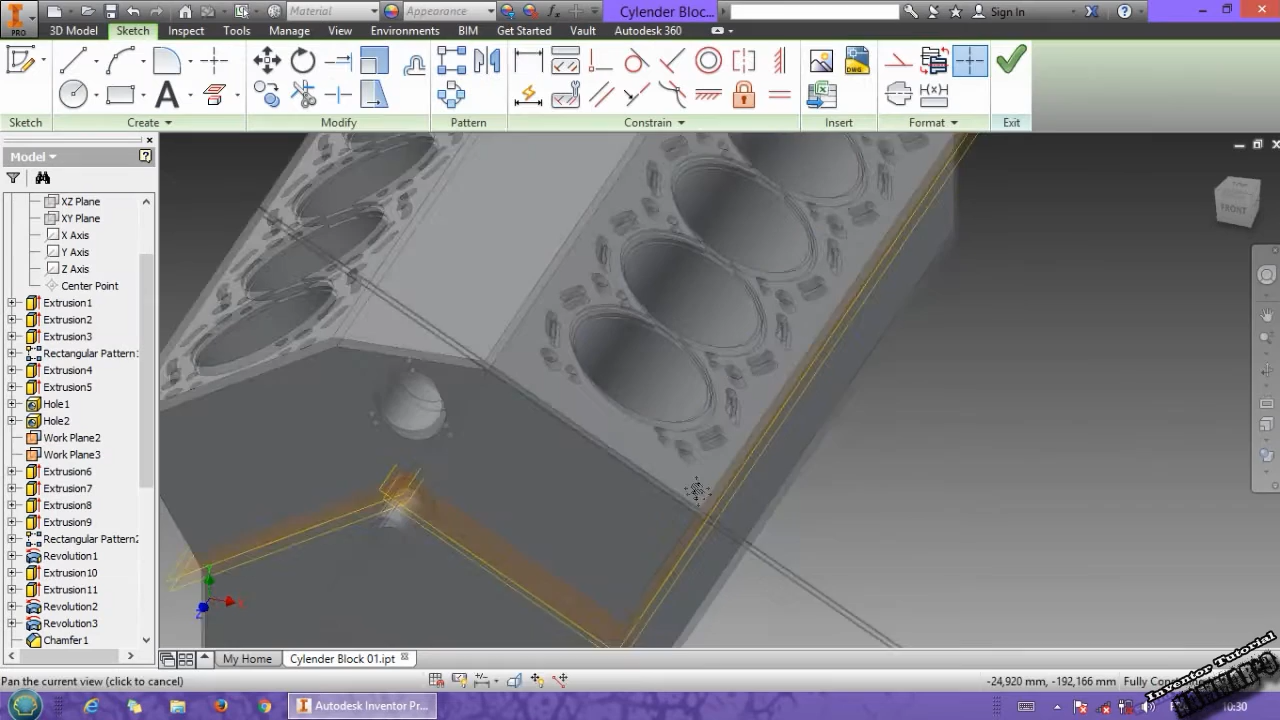 PRO
Material
Appearance
Cylender Bloc...
Sign In
3D Model
Sketch
Inspect
Tools
Manage
View
Environments
BIM
Get Started
Vault
Autodesk 360
Sketch
Create
Modify
Pattern
Constrain
Insert
Format
Exit
DWG
Model
XZ Plane
XY Plane
X Axis
Y Axis
Z Axis
Center Point
Extrusion1
Extrusion2
Extrusion3
Rectangular Pattern1
Extrusion4
Extrusion5
Hole1
Hole2
Work Plane2
Work Plane3
Extrusion6
Extrusion7
Extrusion8
Extrusion9
Rectangular Pattern2
Revolution1
Extrusion10
Extrusion11
Revolution2
Revolution3
Chamfer1
TOP
FRONT
My Home
Cylender Block 01.ipt
Pan the current view (click to cancel)
-24,920 mm, -192,166 mm
Fully Co
Inventor Tutorial
Autodesk Inventor Pr...
10:30